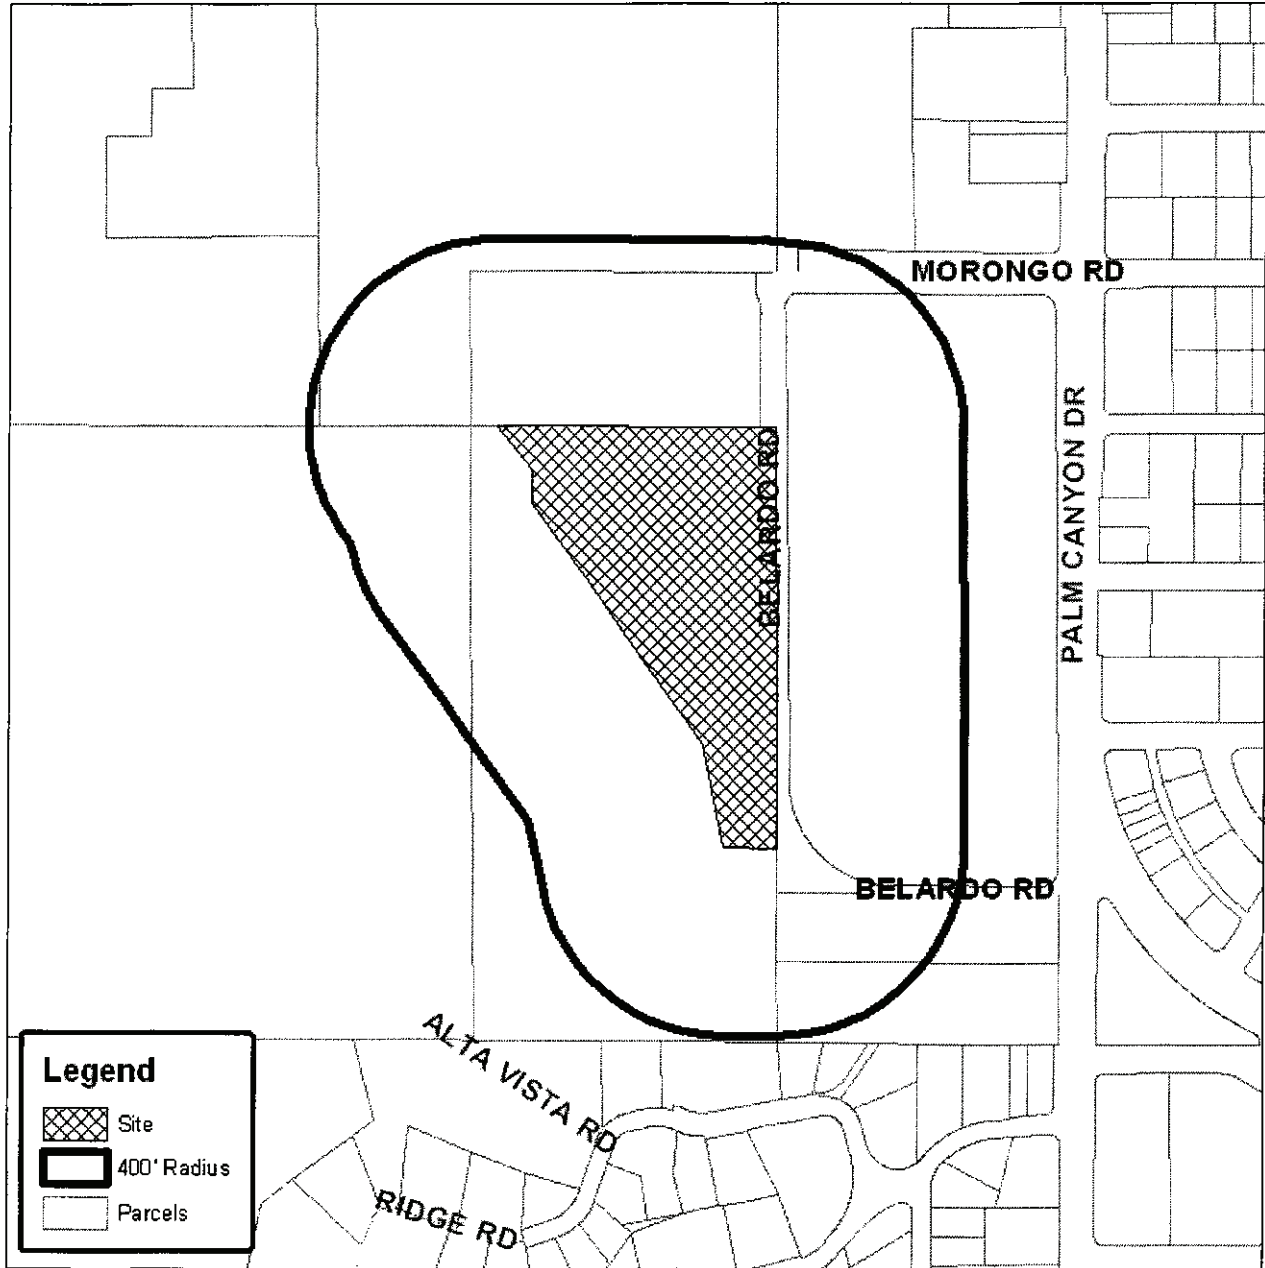 MORONGO RD
PALM CANYON DR
BELARDO RD
BELARDO RD
ALTA VISTA RD
RIDGE RD
Legend
Site
400' Radius
Parcels